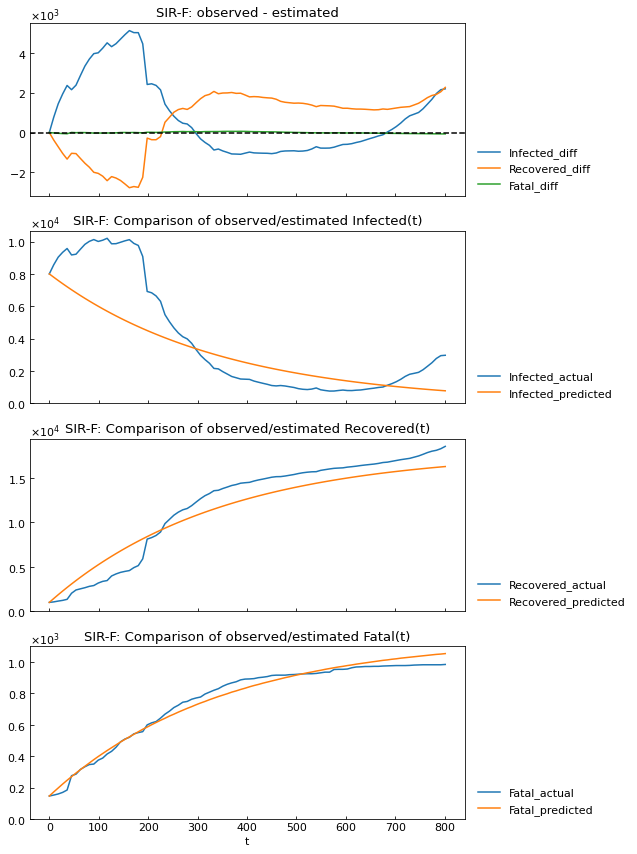 SIR-F: observed - estimated
×10³
4
2
0
−2
Infected_diff
Recovered_diff
Fatal_diff
SIR-F: Comparison of observed/estimated Infected(t)
×10⁴
1.0
0.8
0.6
0.4
0.2
0.0
Infected_actual
Infected_predicted
SIR-F: Comparison of observed/estimated Recovered(t)
×10⁴
1.5
1.0
0.5
0.0
Recovered_actual
Recovered_predicted
SIR-F: Comparison of observed/estimated Fatal(t)
×10³
1.0
0.8
0.6
0.4
0.2
0.0
Fatal_actual
Fatal_predicted
0 100 200 300 400 500 600 700 800
t